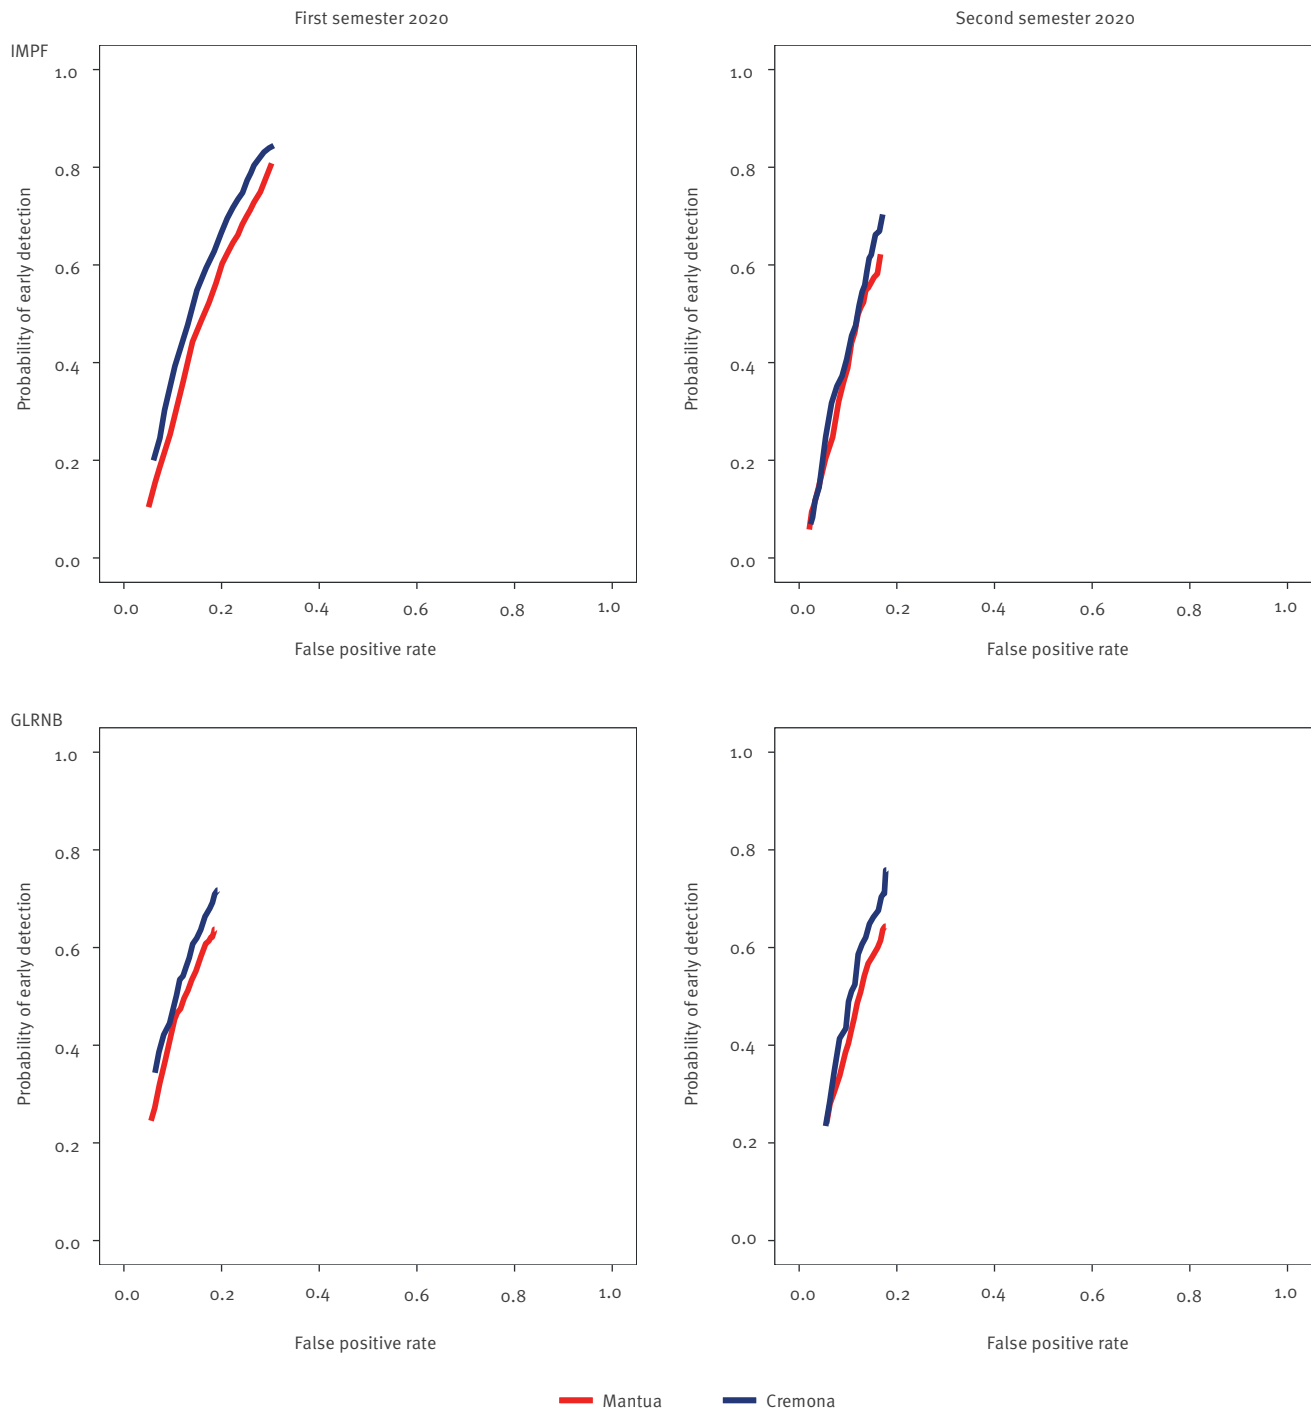 First semester 2020
Second semester 2020
IMPF
Probability of early detection
1.0
0.8
0.6
0.4
0.2
0.0
0.0 0.2 0.4 0.6 0.8 1.0
False positive rate
Probability of early detection
1.0
0.8
0.6
0.4
0.2
0.0
0.0 0.2 0.4 0.6 0.8 1.0
False positive rate
GLRNB
Probability of early detection
1.0
0.8
0.6
0.4
0.2
0.0
0.0 0.2 0.4 0.6 0.8 1.0
False positive rate
Probability of early detection
1.0
0.8
0.6
0.4
0.2
0.0
0.0 0.2 0.4 0.6 0.8 1.0
False positive rate
Mantua Cremona